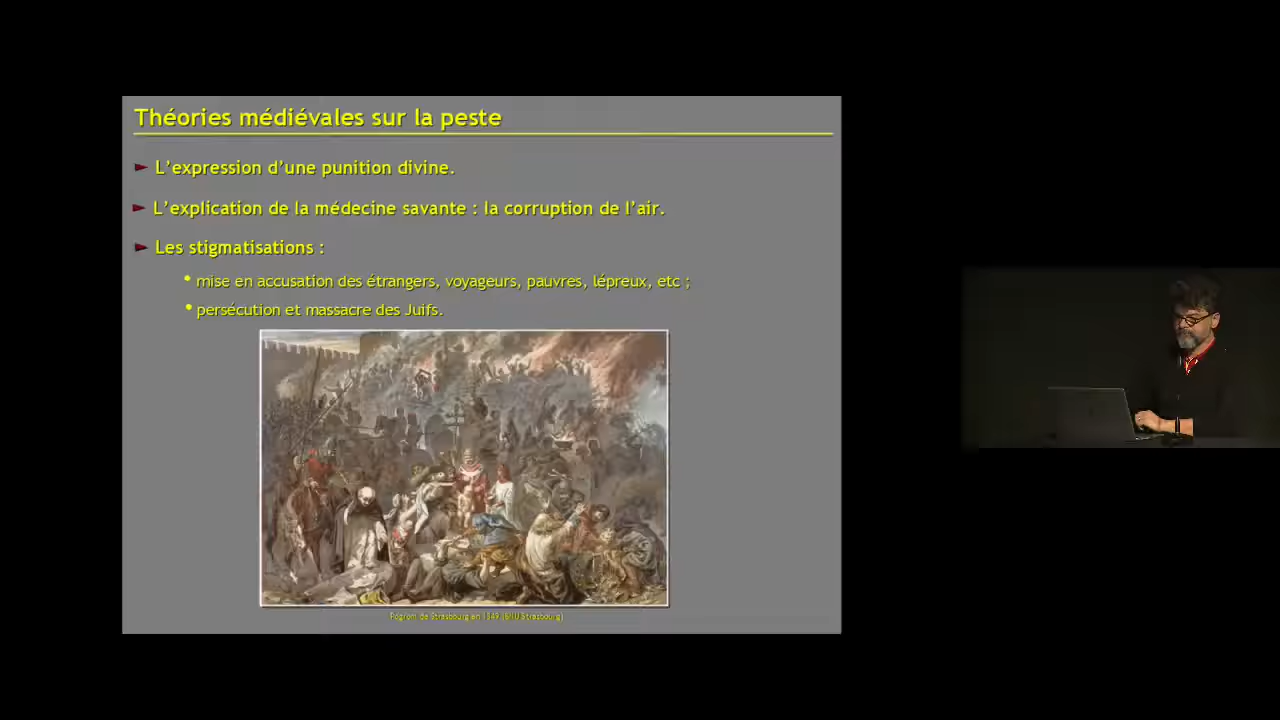 Théories médiévales sur la peste
L'expression d'une punition divine.
L'explication de la médecine savante : la corruption de l'air.
Les stigmatisations :
mise en accusation des étrangers, voyageurs, pauvres, lépreux, etc ;
persécution et massacre des Juifs.
Pogrom de Strasbourg en 1349 (BNU Strasbourg)